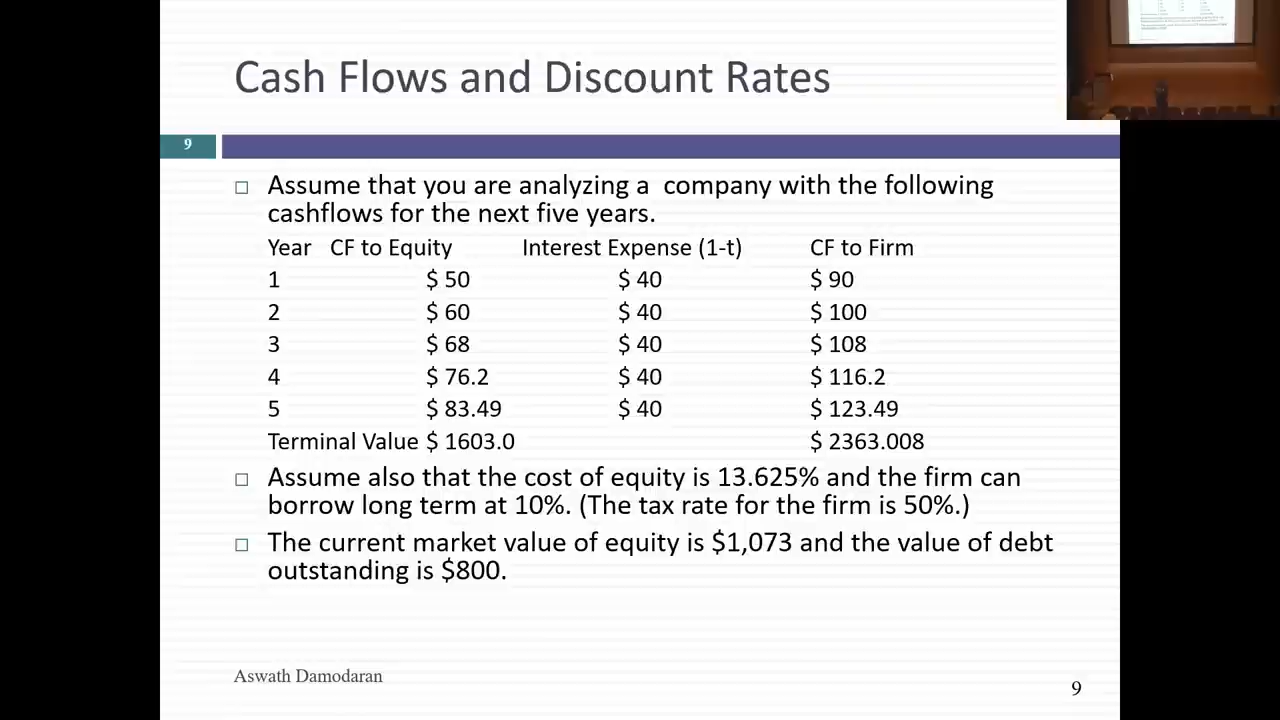 Cash Flows and Discount Rates
9
Assume that you are analyzing a company with the following
cashflows for the next five years.
Year CF to Equity Interest Expense (1-t) CF to Firm
1 $ 50 $ 40 $ 90
2 $ 60 $ 40 $ 100
3 $ 68 $ 40 $ 108
4 $ 76.2 $ 40 $ 116.2
5 $ 83.49 $ 40 $ 123.49
Terminal Value $ 1603.0 $ 2363.008
Assume also that the cost of equity is 13.625% and the firm can
borrow long term at 10%. (The tax rate for the firm is 50%.)
The current market value of equity is $1,073 and the value of debt
outstanding is $800.
Aswath Damodaran
9